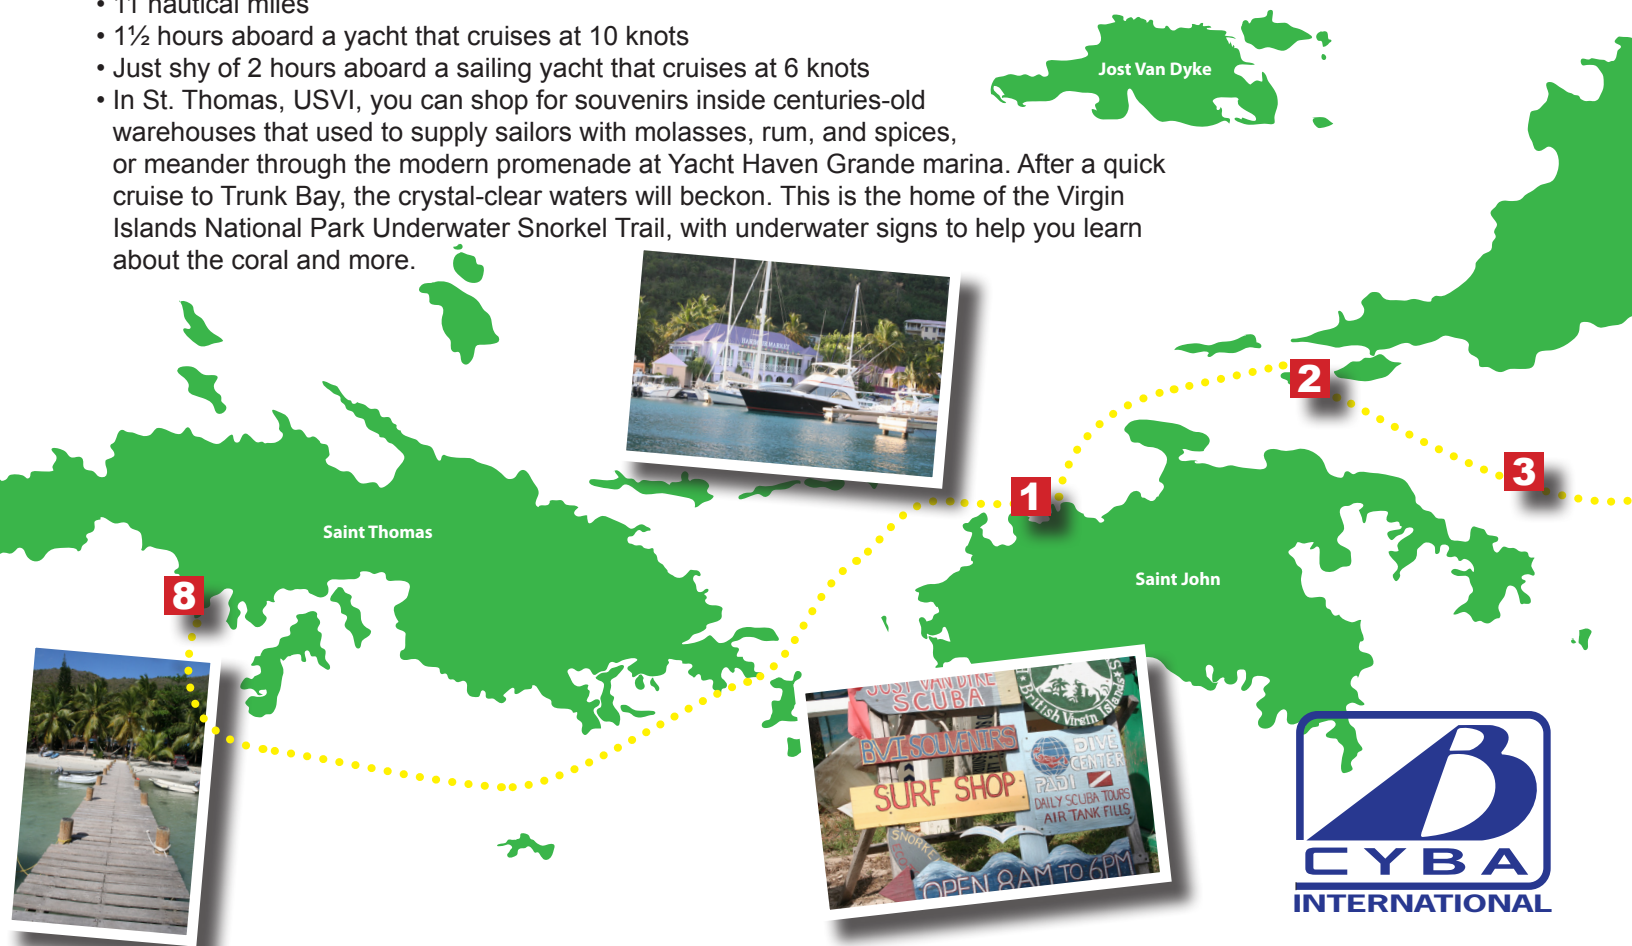 • 11 nautical miles
• 1½ hours aboard a yacht that cruises at 10 knots
• Just shy of 2 hours aboard a sailing yacht that cruises at 6 knots
• In St. Thomas, USVI, you can shop for souvenirs inside centuries-old
warehouses that used to supply sailors with molasses, rum, and spices,
or meander through the modern promenade at Yacht Haven Grande marina. After a quick
cruise to Trunk Bay, the crystal-clear waters will beckon. This is the home of the Virgin
Islands National Park Underwater Snorkel Trail, with underwater signs to help you learn
about the coral and more.
Jost Van Dyke
2
3
1
Saint Thomas
Saint John
8
JOST VAN DYKE
SCUBA
British Virgin Islands
BVI SOUVENIRS
DIVE
CENTER
PADI
SURF SHOP
DAILY SCUBA TOURS
AIR TANK FILLS
OPEN 8AM TO 6PM
CYBA
INTERNATIONAL